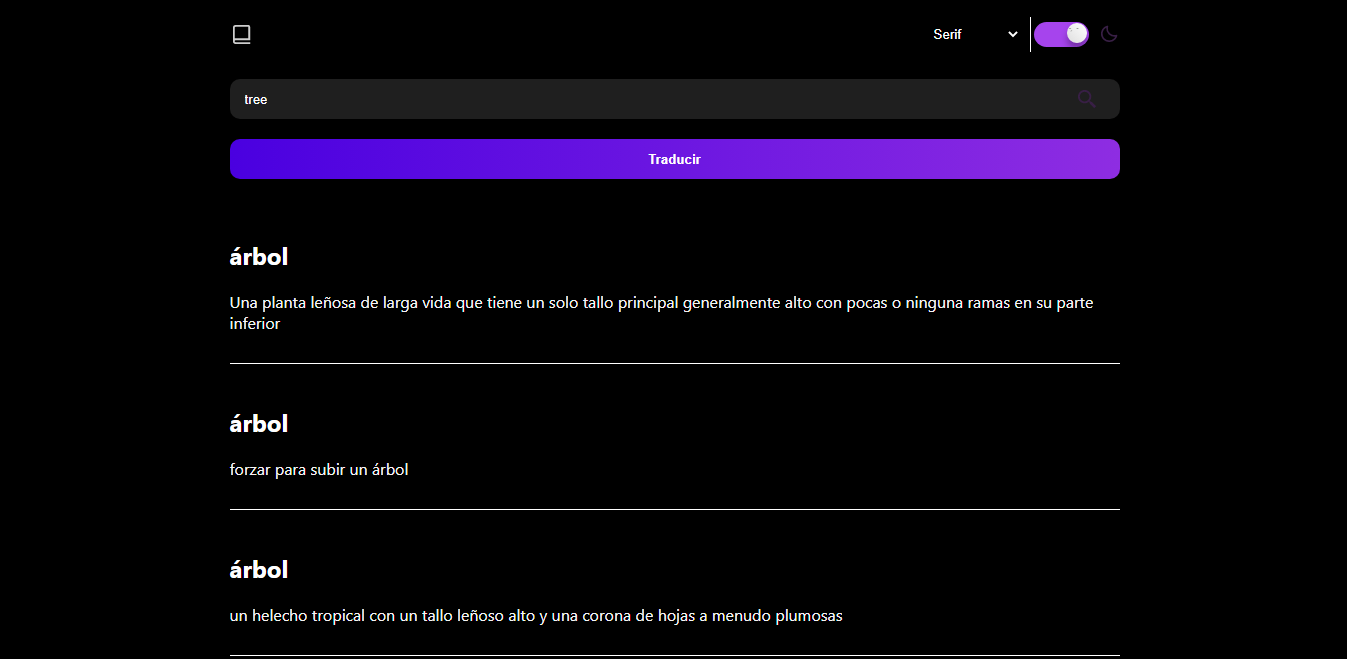 Serif
tree
Traducir
árbol
Una planta leñosa de larga vida que tiene un solo tallo principal generalmente alto con pocas o ninguna ramas en su parte
inferior
árbol
forzar para subir un árbol
árbol
un helecho tropical con un tallo leñoso alto y una corona de hojas a menudo plumosas